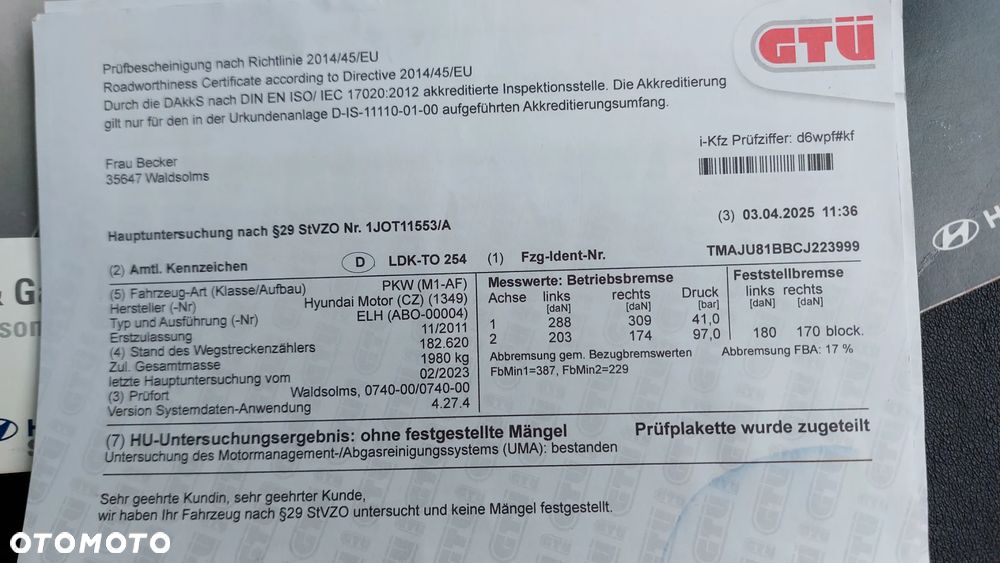 GTÜ
Prüfbescheinigung nach Richtlinie 2014/45/EU
Roadworthiness Certificate according to Directive 2014/45/EU
Durch die DAkkS nach DIN EN ISO/ IEC 17020:2012 akkreditierte Inspektionsstelle. Die Akkreditierung
gilt nur für den in der Urkundenanlage D-IS-11110-01-00 aufgeführten Akkreditierungsumfang.
i-Kfz Prüfziffer: d6wpf#kf
Frau Becker
35647 Waldsolms
(3) 03.04.2025 11:36
Hauptuntersuchung nach §29 StVZO Nr. 1JOT11553/A
(2) Amtl. Kennzeichen D LDK-TO 254 (1) Fzg-Ident-Nr. TMAJU81BBCJ223999
(5) Fahrzeug-Art (Klasse/Aufbau) PKW (M1-AF)
Hersteller (-Nr) Hyundai Motor (CZ) (1349)
Typ und Ausführung (-Nr) ELH (ABO-00004)
Erstzulassung 11/2011
(4) Stand des Wegstreckenzählers 182.620
Zul. Gesamtmasse 1980 kg
letzte Hauptuntersuchung vom 02/2023
(3) Prüfort Waldsolms, 0740-00/0740-00
Version Systemdaten-Anwendung 4.27.4
Messwerte: Betriebsbremse Feststellbremse
Achse links rechts Druck links rechts
[daN] [daN] [bar] [daN] [daN]
1 288 309 41,0
2 203 174 97,0 180 170 block.
Abbremsung gem. Bezugbremswerten Abbremsung FBA: 17 %
FbMin1=387, FbMin2=229
(7) HU-Untersuchungsergebnis: ohne festgestellte Mängel Prüfplakette wurde zugeteilt
Untersuchung des Motormanagement-/Abgasreinigungssystems (UMA): bestanden
Sehr geehrte Kundin, sehr geehrter Kunde,
wir haben Ihr Fahrzeug nach §29 StVZO untersucht und keine Mängel festgestellt.
OTOMOTO